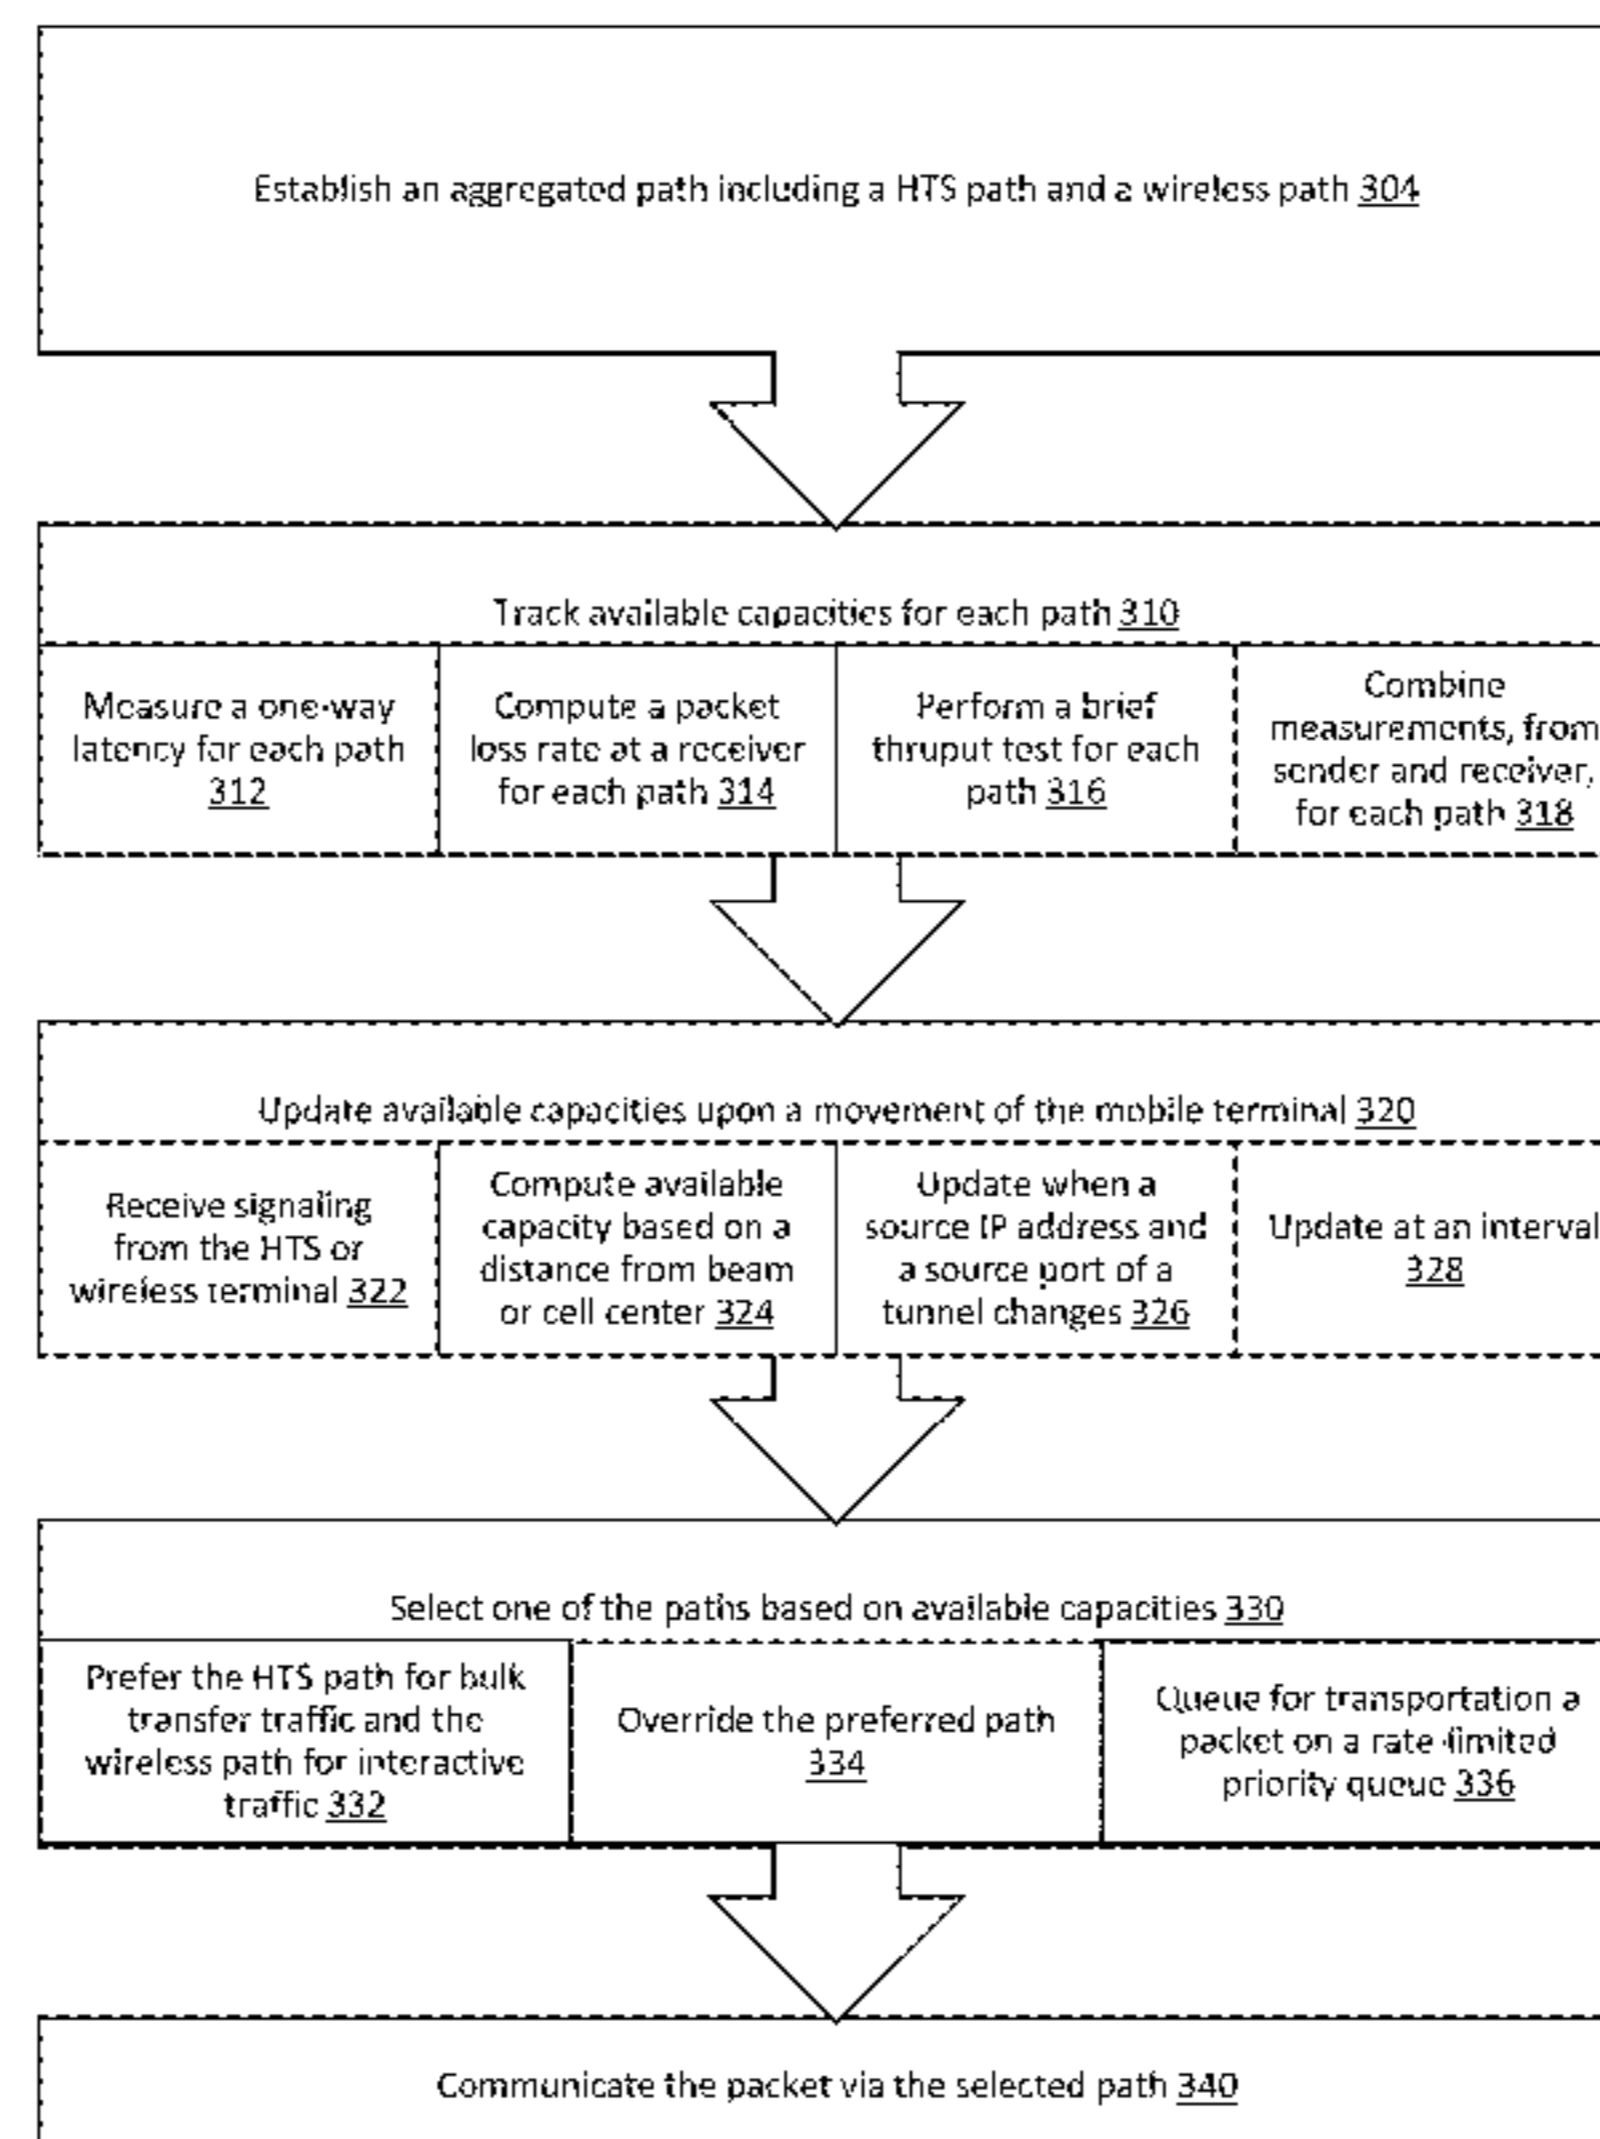 Establish an aggregated path including a HTS path and a wireless path 304
Track available capacities for each path 310
Measure a one-way
latency for each path
312
Compute a packet
loss rate at a receiver
for each path 314
Perform a brief
thruput test for each
path 316
Combine
measurements, from
sender and receiver,
for each path 318
Update available capacities upon a movement of the mobile terminal 320
Receive signaling
from the HTS or
wireless terminal 322
Compute available
capacity based on a
distance from beam
or cell center 324
Update when a
source IP address and
a source port of a
tunnel changes 326
Update at an interval
328
Select one of the paths based on available capacities 330
Prefer the HTS path for bulk
transfer traffic and the
wireless path for interactive
traffic 332
Override the preferred path
334
Queue for transportation a
packet on a rate-limited
priority queue 336
Communicate the packet via the selected path 340